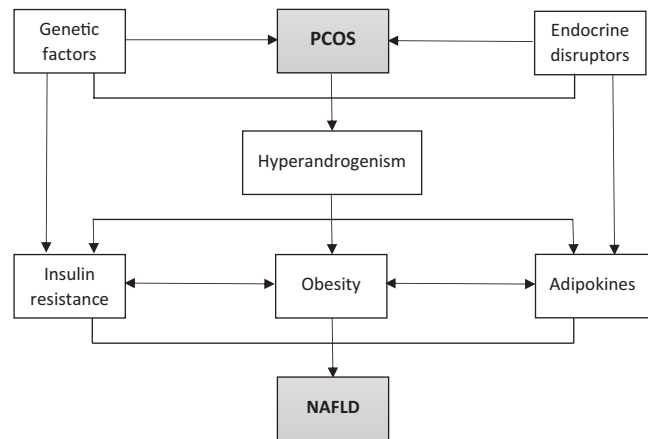 Genetic
factors
PCOS
Endocrine
disruptors
Hyperandrogenism
Insulin
resistance
Obesity
Adipokines
NAFLD